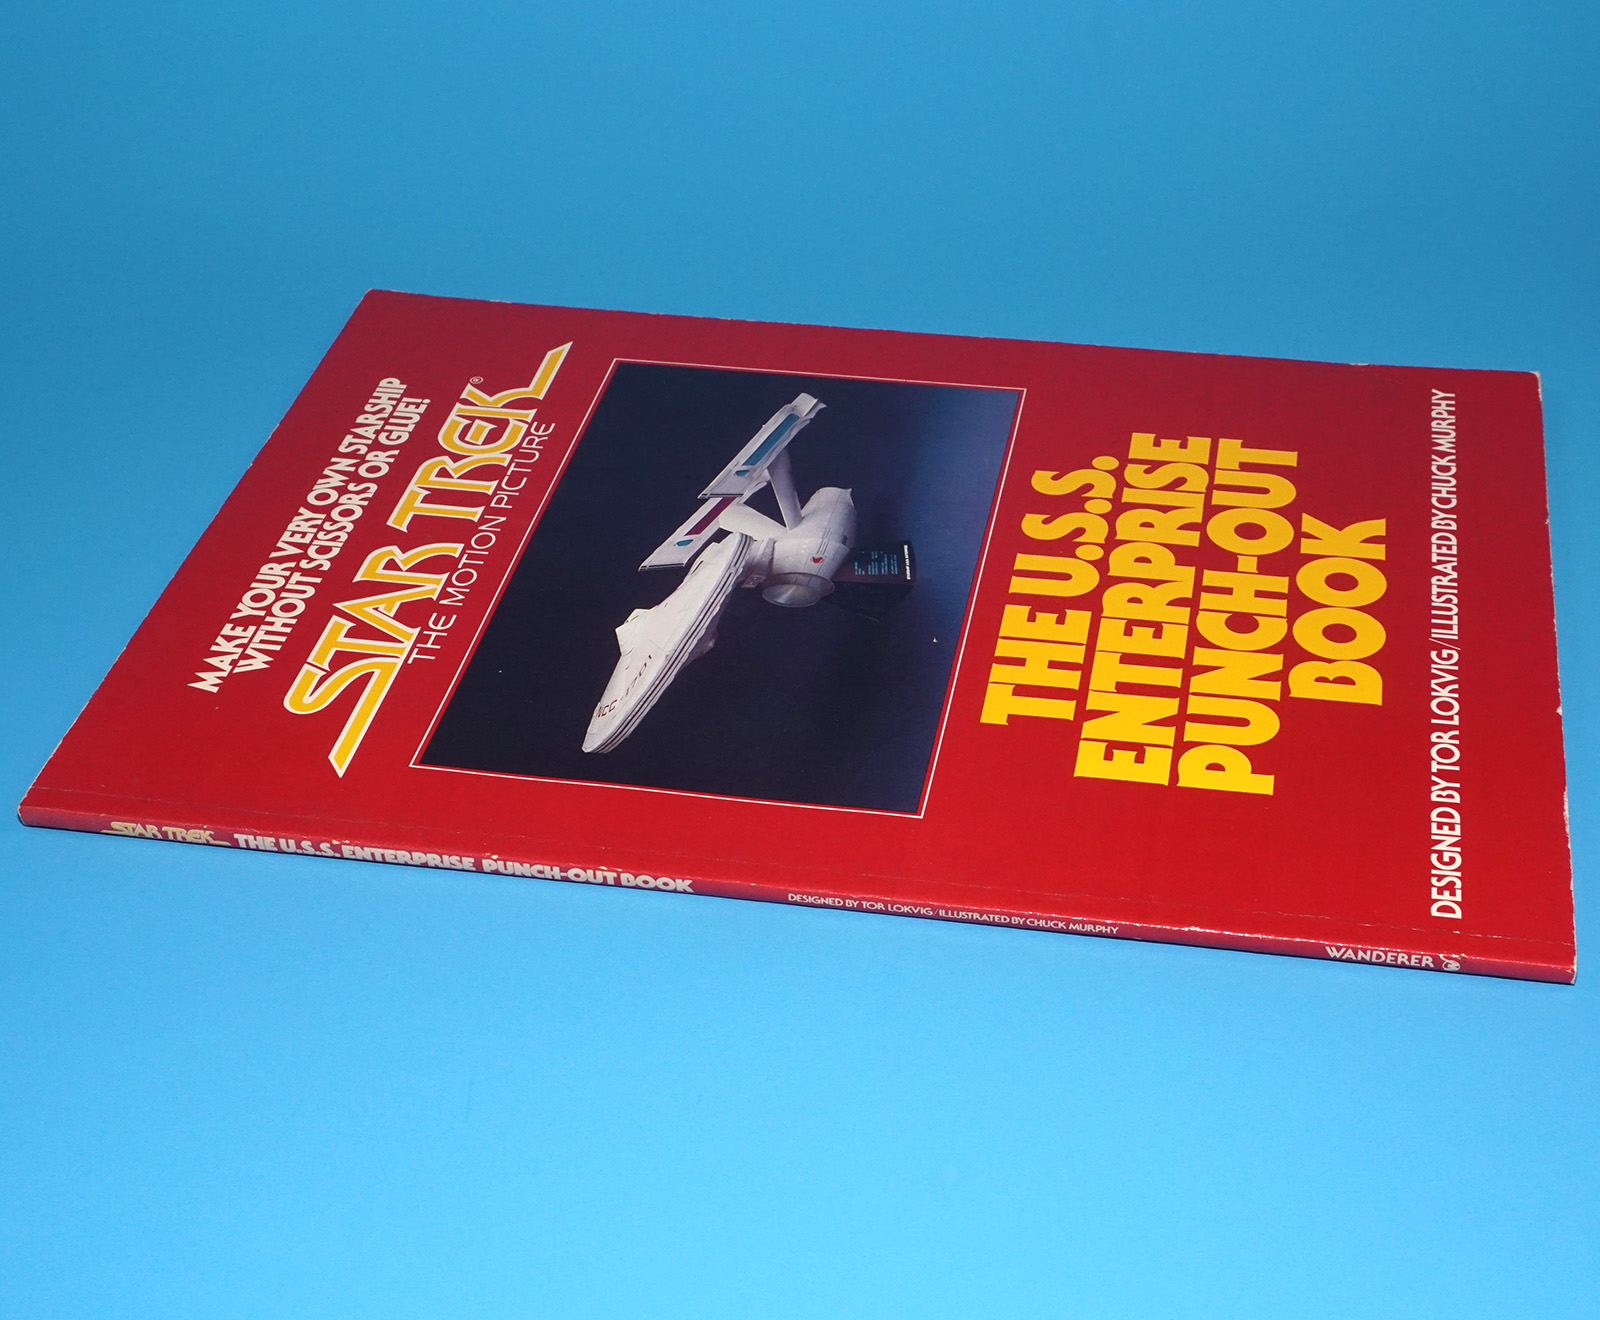 MAKE YOUR VERY OWN STARSHIP
WITHOUT SCISSORS OR GLUE!
STAR TREK®
THE MOTION PICTURE
NCC-1701
THE U.S.S.
ENTERPRISE
PUNCH-OUT
BOOK
DESIGNED BY TOR LOKVIG/ILLUSTRATED BY CHUCK MURPHY
STAR TREK THE U.S.S. ENTERPRISE PUNCH-OUT BOOK DESIGNED BY TOR LOKVIG/ILLUSTRATED BY CHUCK MURPHY WANDERER